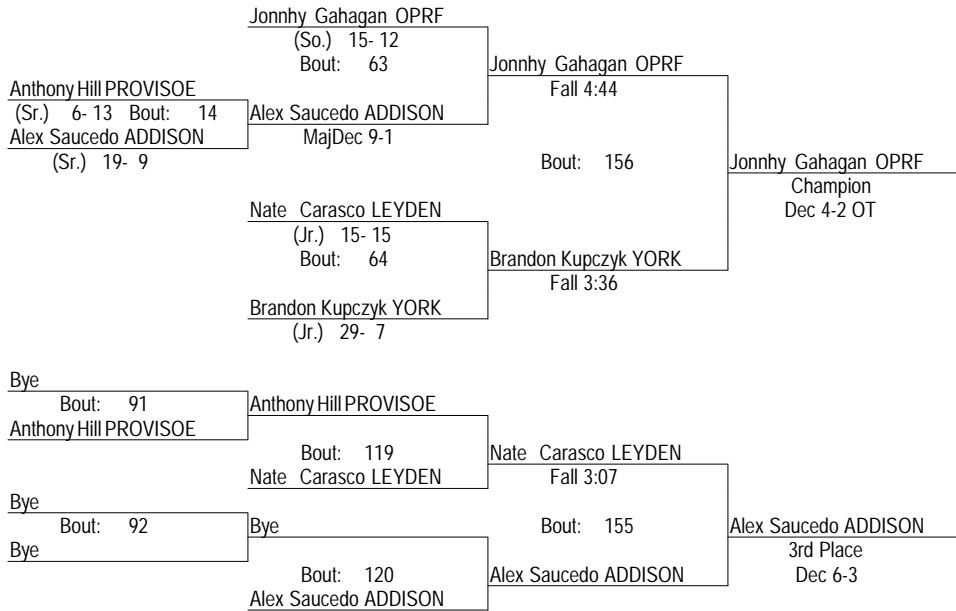 Jonnhy Gahagan OPRF
(So.) 15- 12
Bout: 63
Jonnhy Gahagan OPRF
Fall 4:44
Anthony Hill PROVISOE
(Sr.) 6- 13 Bout: 14
Alex Saucedo ADDISON
(Sr.) 19- 9
Alex Saucedo ADDISON
MajDec 9-1
Bout: 156
Jonnhy Gahagan OPRF
Champion
Dec 4-2 OT
Nate Carasco LEYDEN
(Jr.) 15- 15
Bout: 64
Brandon Kupczyk YORK
Fall 3:36
Brandon Kupczyk YORK
(Jr.) 29- 7
Bye
Bout: 91
Anthony Hill PROVISOE
Anthony Hill PROVISOE
Bout: 119
Nate Carasco LEYDEN
Nate Carasco LEYDEN
Fall 3:07
Bye
Bout: 92
Bye
Bye
Bout: 155
Alex Saucedo ADDISON
3rd Place
Dec 6-3
Bout: 120
Alex Saucedo ADDISON
Alex Saucedo ADDISON